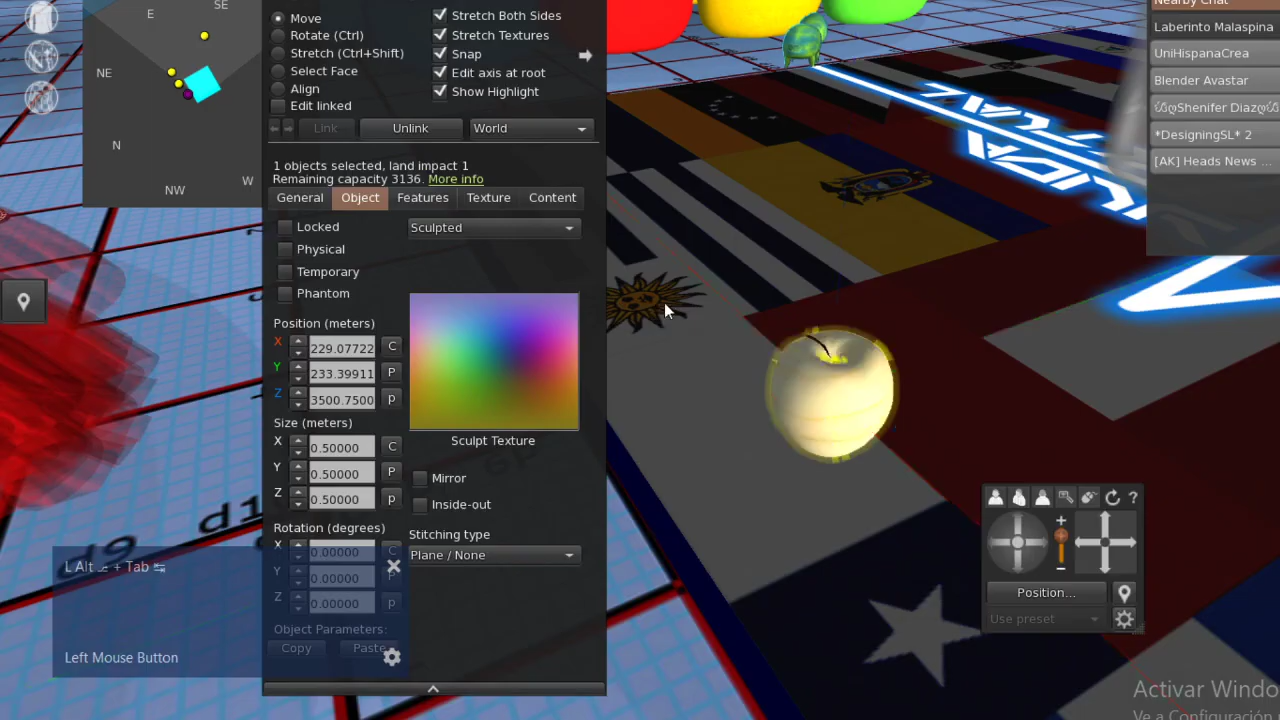 E
SE
NE
N
NW
W
Move
Rotate (Ctrl)
Stretch (Ctrl+Shift)
Select Face
Align
Edit linked
Stretch Both Sides
Stretch Textures
Snap
Edit axis at root
Show Highlight
Link
Unlink
World
1 objects selected, land impact 1
Remaining capacity 3136. More info
General
Object
Features
Texture
Content
Locked
Physical
Temporary
Phantom
Sculpted
Position (meters)
X 229.07722 C
Y 233.39911 P
Z 3500.7500 p
Size (meters)
X 0.50000 C
Y 0.50000 P
Z 0.50000 p
Rotation (degrees)
X 0.00000 C
Y 0.00000 P
Z 0.00000 p
Object Parameters:
Copy
Paste
Sculpt Texture
Mirror
Inside-out
Stitching type
Plane / None
L Alt + Tab
Left Mouse Button
d9
d1
Nearby Chat
Laberinto Malaspina
UniHispanaCrea
Blender Avastar
*DesigningSL* 2
[AK] Heads News ...
?
Position...
Use preset
Activar Windo
Ve a Configuración